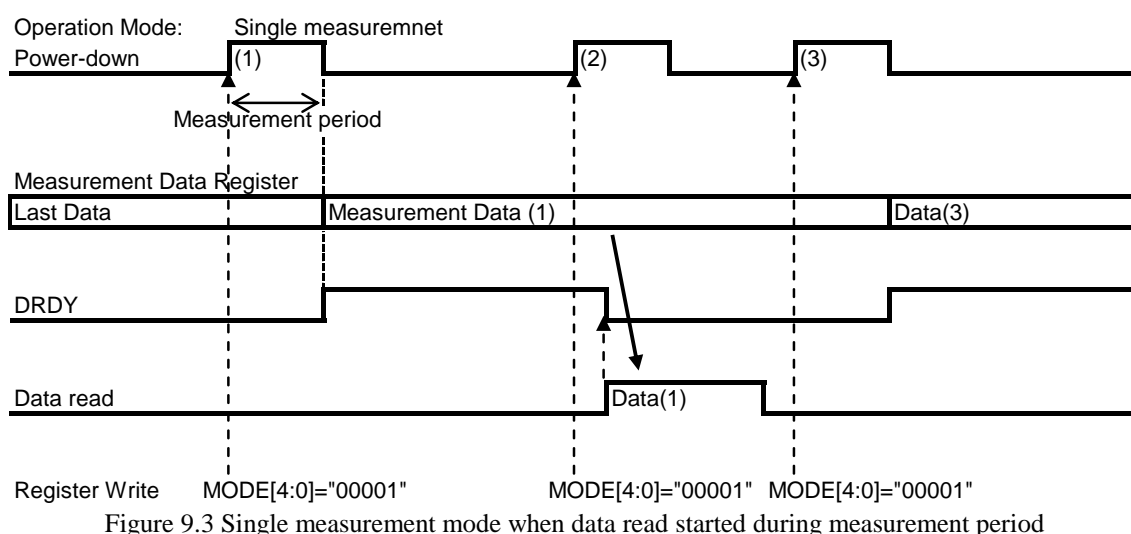 Operation Mode: Single measuremnet
Power-down
(1) (2) (3)
Measurement period
Measurement Data Register
Last Data Measurement Data (1) Data(3)
DRDY
Data read Data(1)
Register Write MODE[4:0]="00001" MODE[4:0]="00001" MODE[4:0]="00001"
Figure 9.3 Single measurement mode when data read started during measurement period